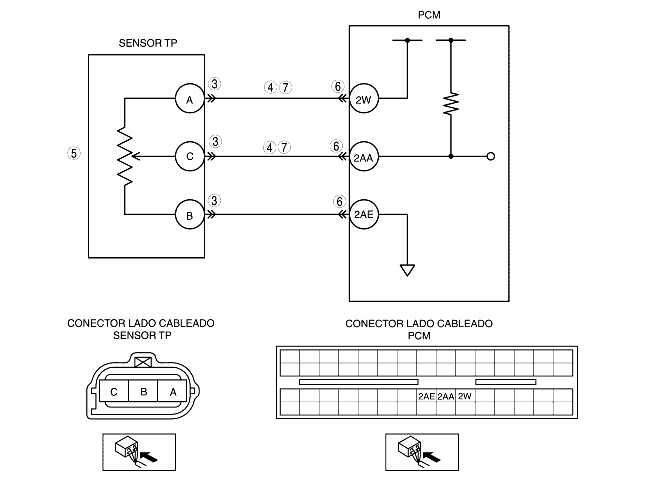 PCM
SENSOR TP
A
3
4 7
6
2W
5
C
3
4 7
6
2AA
B
3
6
2AE
CONECTOR LADO CABLEADO
SENSOR TP
CONECTOR LADO CABLEADO
PCM
C B A
2AE 2AA 2W